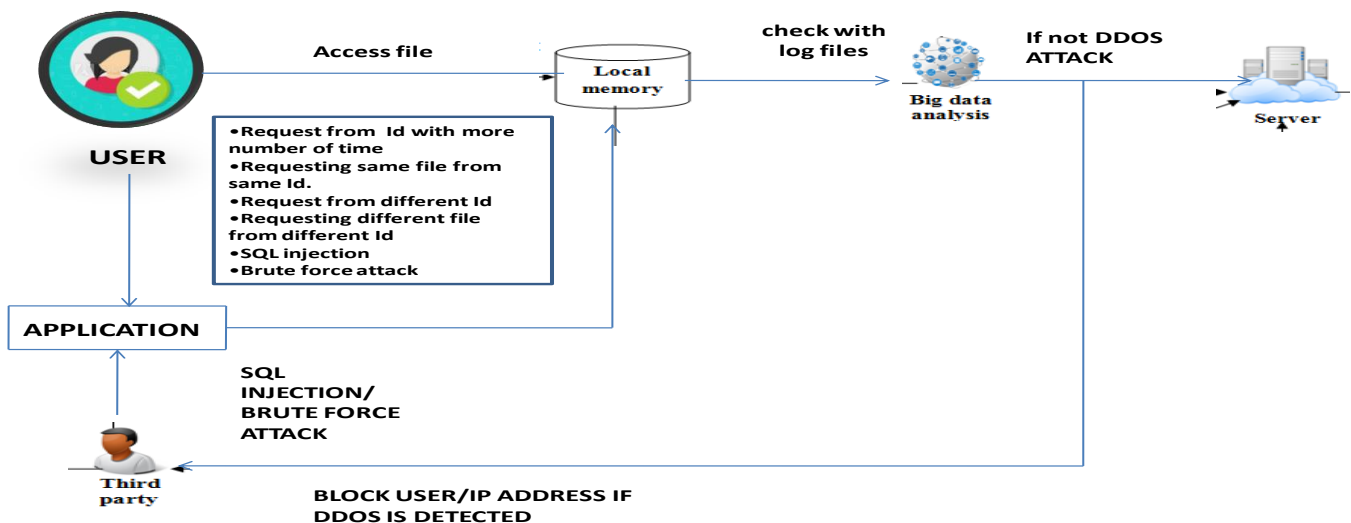 Access file
check with
log files
If not DDOS
ATTACK
Local
memory
Big data
analysis
Server
USER
•Request from Id with more
number of time
•Requesting same file from
same Id.
•Request from different Id
•Requesting different file
from different Id
•SQL injection
•Brute force attack
APPLICATION
SQL
INJECTION/
BRUTE FORCE
ATTACK
Third
party
BLOCK USER/IP ADDRESS IF
DDOS IS DETECTED